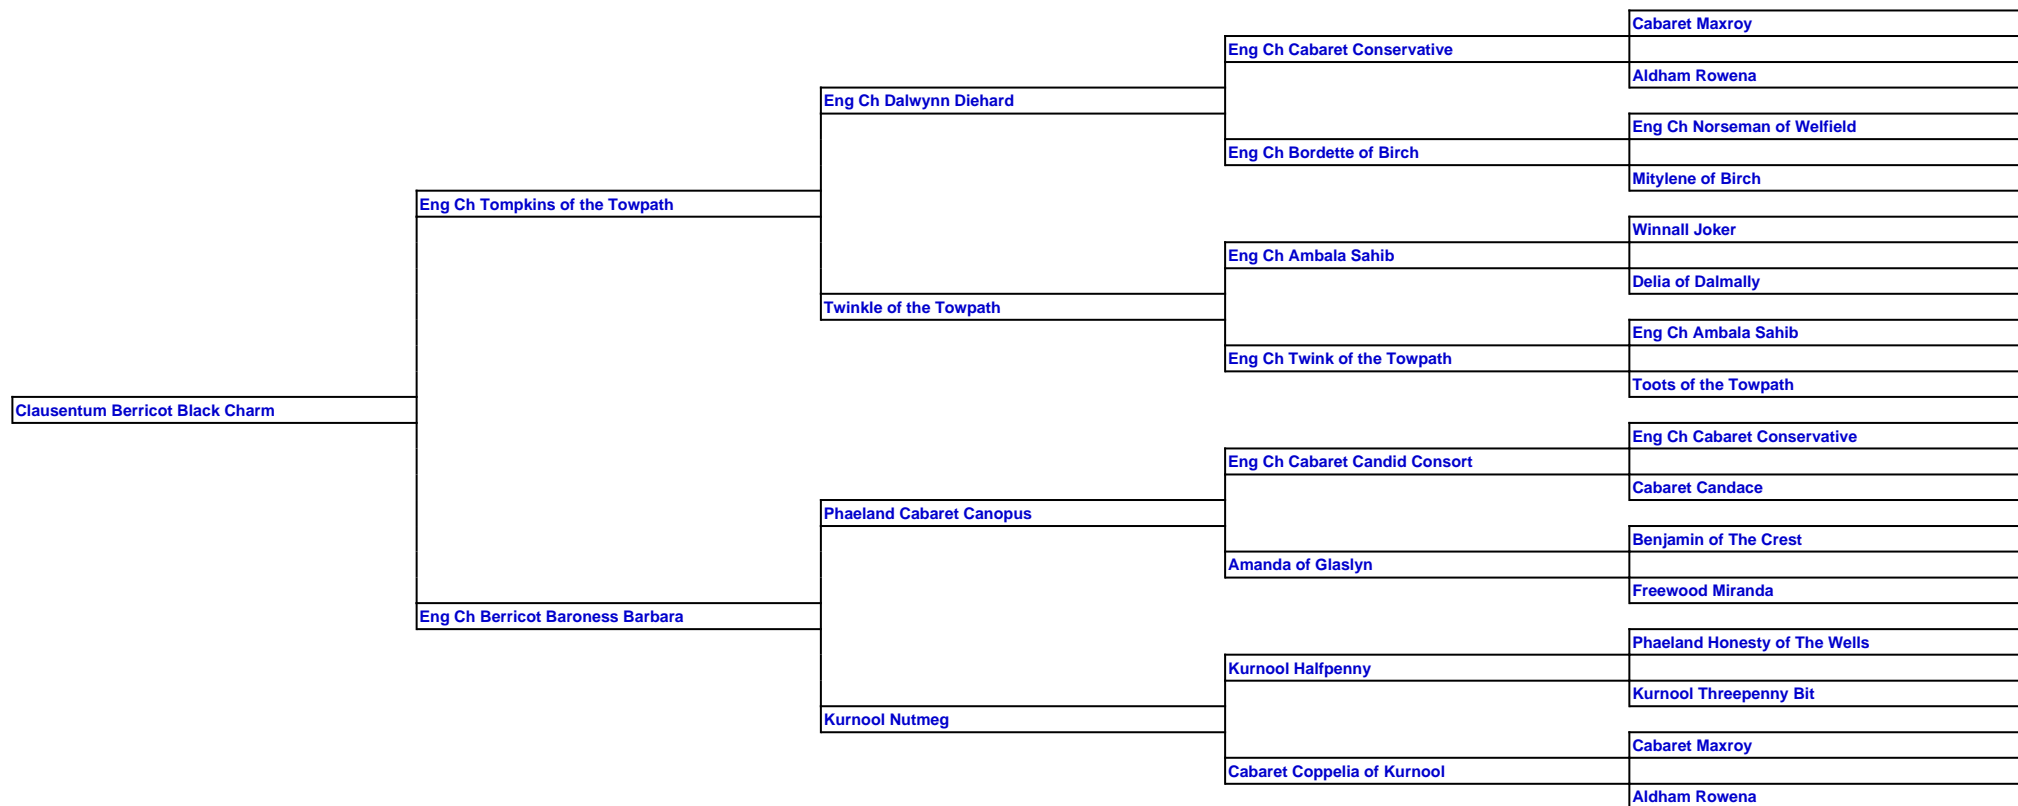 Cabaret Maxroy
Eng Ch Cabaret Conservative
Aldham Rowena
Eng Ch Dalwynn Diehard
Eng Ch Norseman of Welfield
Eng Ch Bordette of Birch
Mitylene of Birch
Eng Ch Tompkins of the Towpath
Winnall Joker
Eng Ch Ambala Sahib
Delia of Dalmally
Twinkle of the Towpath
Eng Ch Ambala Sahib
Eng Ch Twink of the Towpath
Toots of the Towpath
Clausentum Berricot Black Charm
Eng Ch Cabaret Conservative
Eng Ch Cabaret Candid Consort
Cabaret Candace
Phaeland Cabaret Canopus
Benjamin of The Crest
Amanda of Glaslyn
Freewood Miranda
Eng Ch Berricot Baroness Barbara
Phaeland Honesty of The Wells
Kurnool Halfpenny
Kurnool Threepenny Bit
Kurnool Nutmeg
Cabaret Maxroy
Cabaret Coppelia of Kurnool
Aldham Rowena